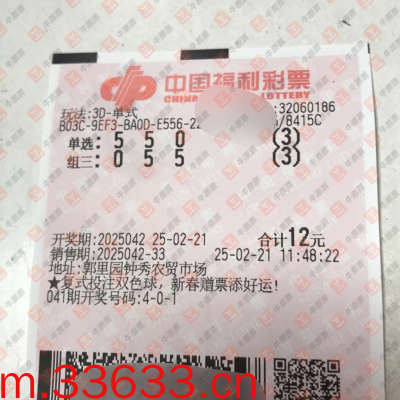 中国福利彩票
CHINA LOTTERY
玩法:3D-单式 :32060186
B03C-9EF3-BA0D-E556-22 /8415C
单选: 5 5 0 (3)
组三: 0 5 5 (3)
开奖期:2025042 25-02-21 合计12元
销售期:2025042-33 25-02-21 11:48:22
地址:郭里园钟秀农贸市场
★复式投注双色球，新春赠票添好运!
041期开奖号码:4-0-1
m.33633.cn